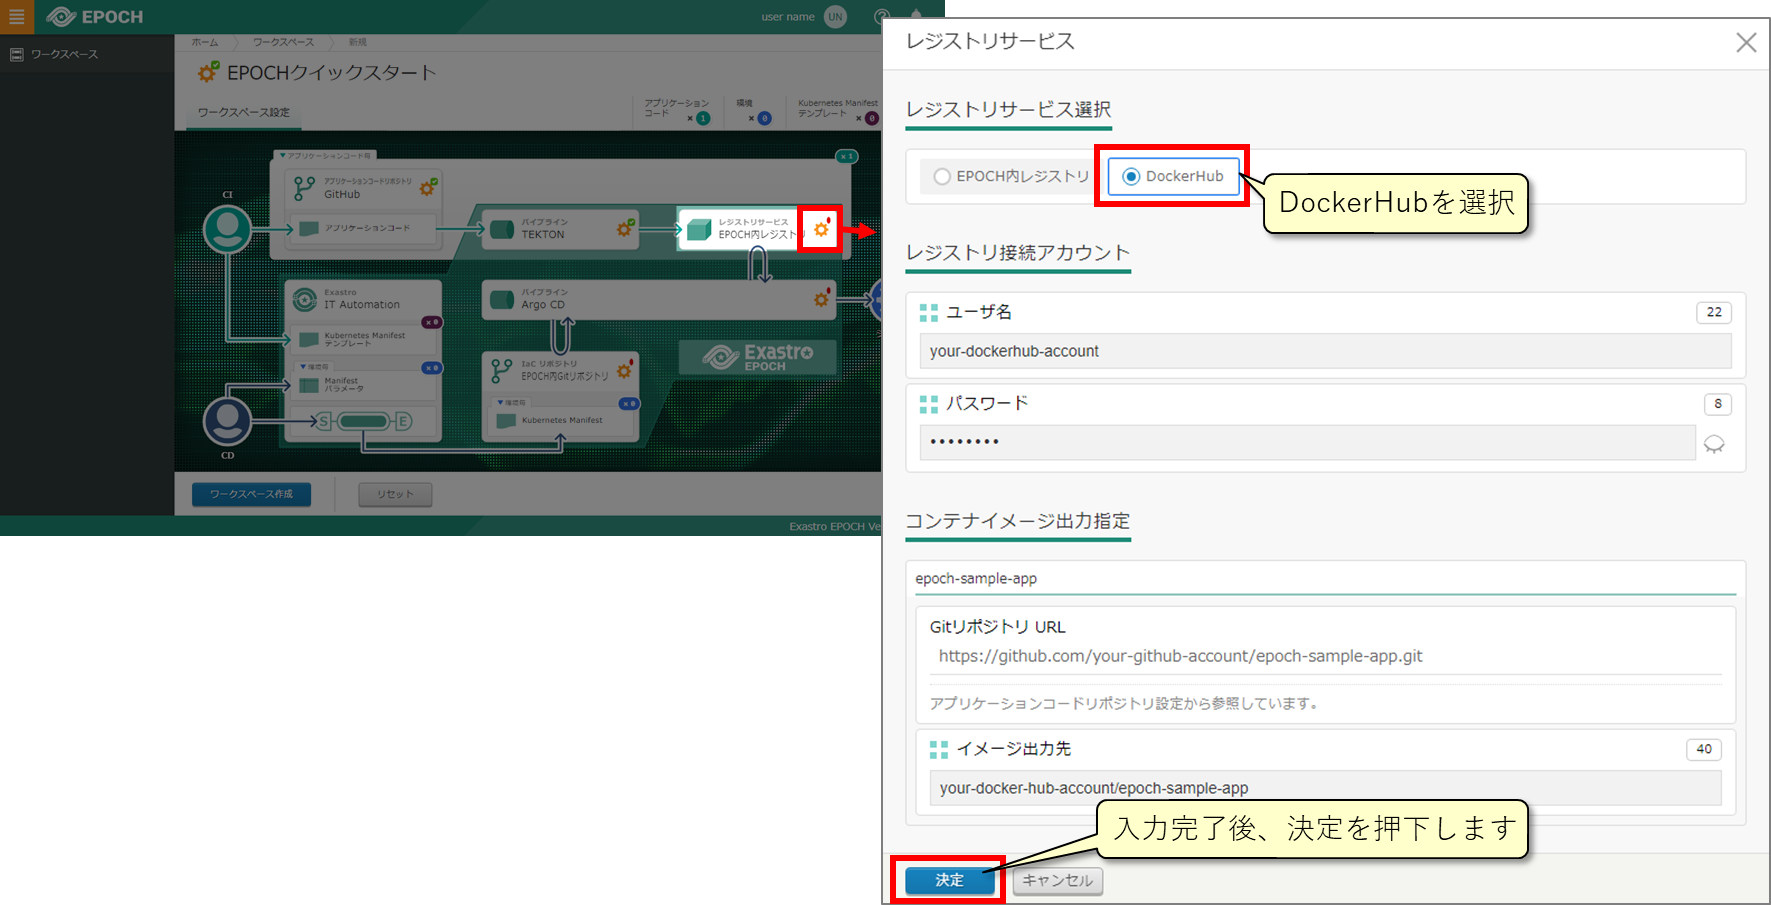 EPOCH
user name UN
ワークスペース
ホーム ワークスペース 新規
EPOCHクイックスタート
ワークスペース設定
アプリケーション
コード ×1
環境
×0
Kubernetes Manifest
テンプレート ×0
▼アプリケーションコード毎
×1
CI
アプリケーションコードリポジトリ
GitHub
アプリケーションコード
パイプライン
TEKTON
レジストリサービス
EPOCH内レジスト
Exastro
IT Automation
パイプライン
Argo CD
×0
Kubernetes Manifest
テンプレート
▼環境毎
×0
Manifest
パラメータ
S E
CD
IaC リポジトリ
EPOCH内Gitリポジトリ
▼環境毎
×0
Kubernetes Manifest
Exastro
EPOCH
ワークスペース作成
リセット
Exastro EPOCH Ve
レジストリサービス
レジストリサービス選択
EPOCH内レジストリ
DockerHub
DockerHubを選択
レジストリ接続アカウント
ユーザ名
22
your-dockerhub-account
パスワード
8
••••••••
コンテナイメージ出力指定
epoch-sample-app
Gitリポジトリ URL
https://github.com/your-github-account/epoch-sample-app.git
アプリケーションコードリポジトリ設定から参照しています。
イメージ出力先
40
your-docker-hub-account/epoch-sample-app
入力完了後、決定を押下します
決定
キャンセル